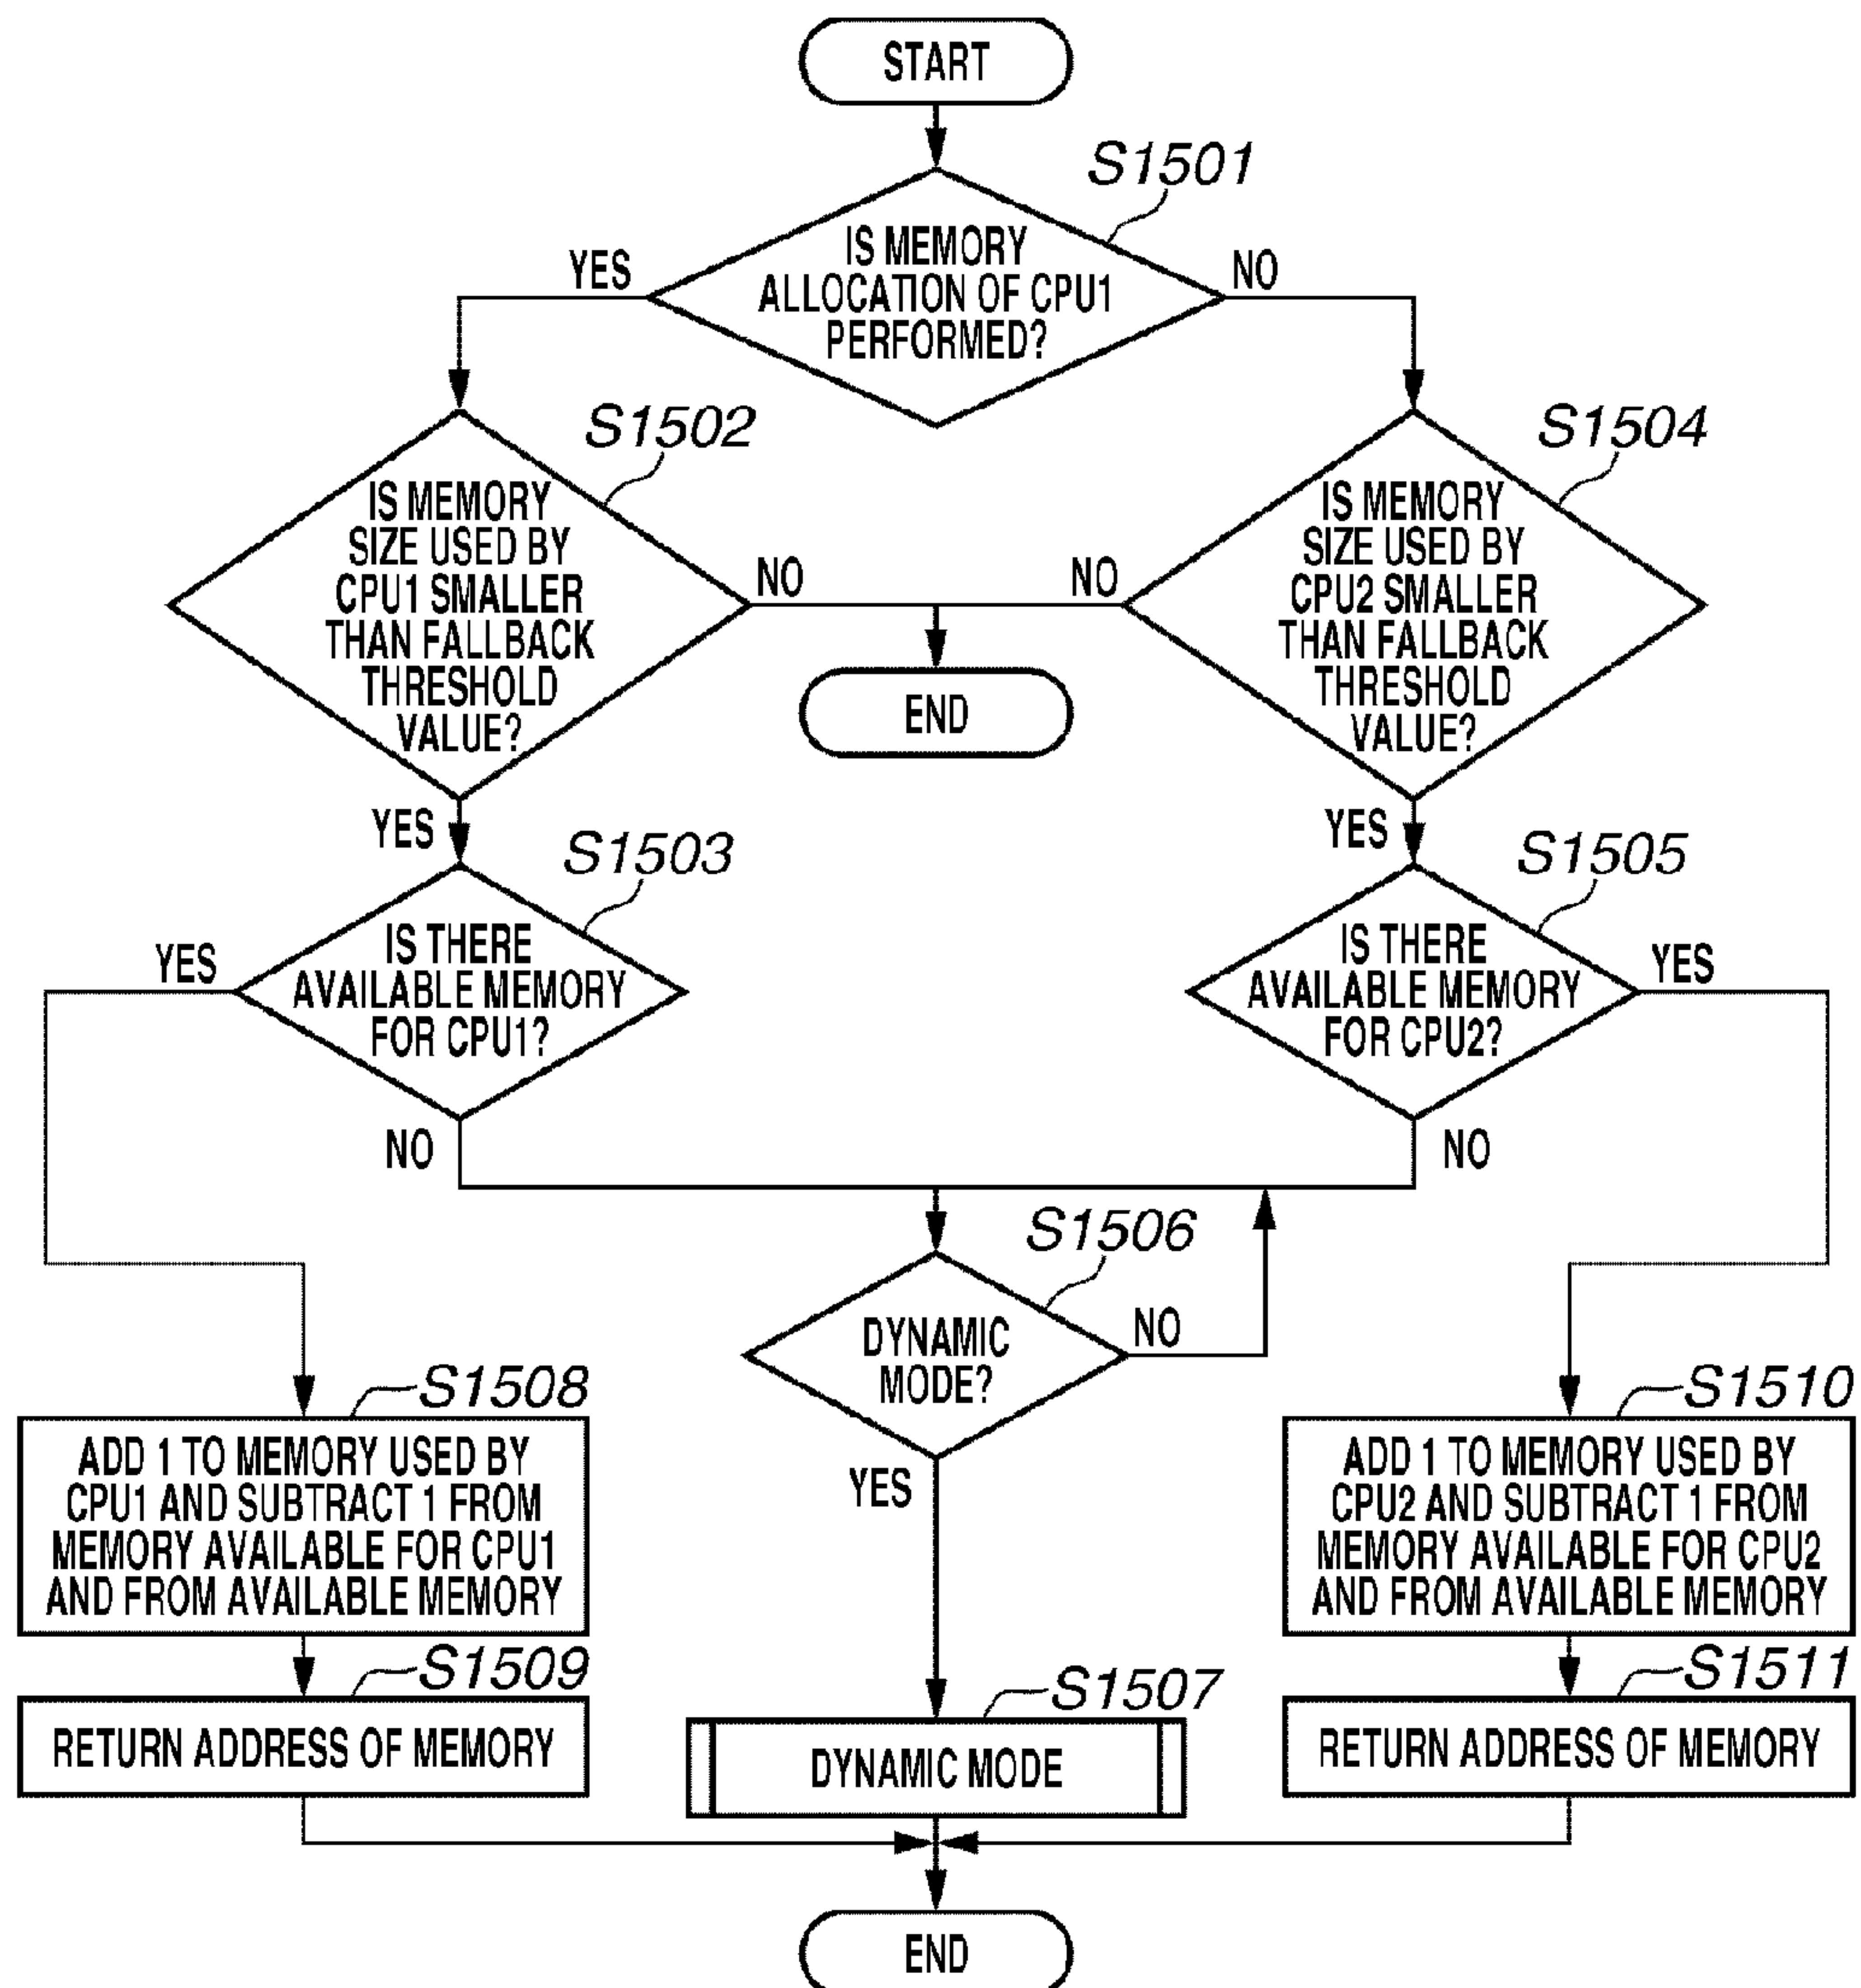 START
S1501
IS MEMORY
ALLOCATION OF CPU1
PERFORMED?
YES
NO
S1502
IS MEMORY
SIZE USED BY
CPU1 SMALLER
THAN FALLBACK
THRESHOLD
VALUE?
NO
YES
S1504
IS MEMORY
SIZE USED BY
CPU2 SMALLER
THAN FALLBACK
THRESHOLD
VALUE?
NO
YES
END
S1503
IS THERE
AVAILABLE MEMORY
FOR CPU1?
YES
NO
S1505
IS THERE
AVAILABLE MEMORY
FOR CPU2?
YES
NO
S1506
DYNAMIC
MODE?
NO
YES
S1508
ADD 1 TO MEMORY USED BY
CPU1 AND SUBTRACT 1 FROM
MEMORY AVAILABLE FOR CPU1
AND FROM AVAILABLE MEMORY
S1510
ADD 1 TO MEMORY USED BY
CPU2 AND SUBTRACT 1 FROM
MEMORY AVAILABLE FOR CPU2
AND FROM AVAILABLE MEMORY
S1509
RETURN ADDRESS OF MEMORY
S1507
DYNAMIC MODE
S1511
RETURN ADDRESS OF MEMORY
END